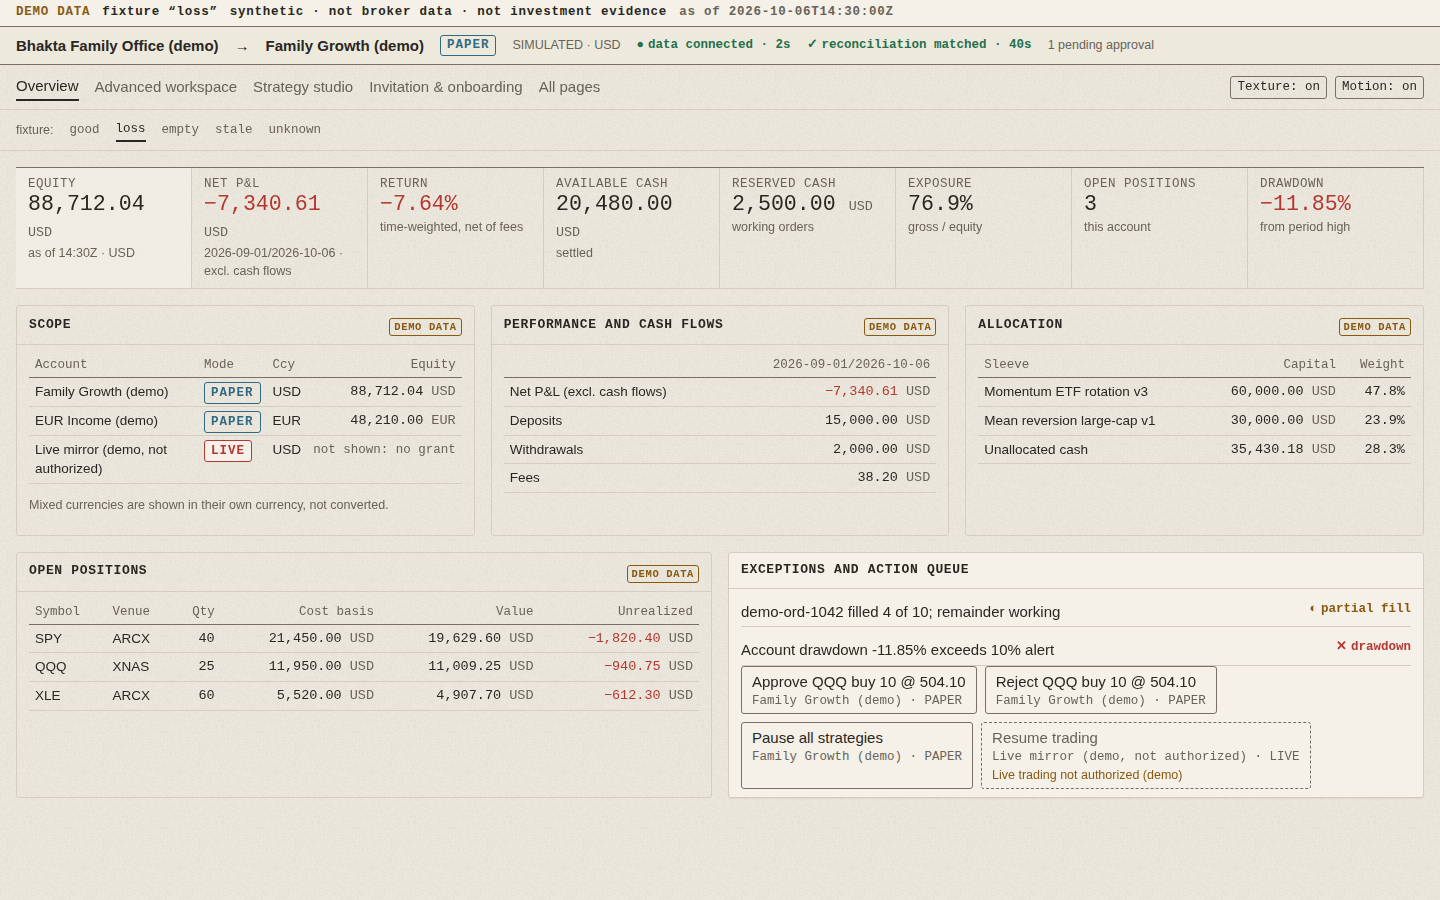 DEMO DATA fixture “loss” synthetic · not broker data · not investment evidence as of 2026-10-06T14:30:00Z
Bhakta Family Office (demo) → Family Growth (demo) PAPER SIMULATED · USD ● data connected · 2s ✓ reconciliation matched · 40s 1 pending approval
Overview Advanced workspace Strategy studio Invitation & onboarding All pages Texture: on Motion: on
fixture: good loss empty stale unknown
EQUITY NET P&L RETURN AVAILABLE CASH RESERVED CASH EXPOSURE OPEN POSITIONS DRAWDOWN
88,712.04 −7,340.61 −7.64% 20,480.00 2,500.00 USD 76.9% 3 −11.85%
USD USD time-weighted, net of fees USD working orders gross / equity this account from period high
as of 14:30Z · USD 2026-09-01/2026-10-06 · settled
excl. cash flows
SCOPE DEMO DATA
Account Mode Ccy Equity
Family Growth (demo) PAPER USD 88,712.04 USD
EUR Income (demo) PAPER EUR 48,210.00 EUR
Live mirror (demo, not LIVE USD not shown: no grant
authorized)
Mixed currencies are shown in their own currency, not converted.
PERFORMANCE AND CASH FLOWS DEMO DATA
2026-09-01/2026-10-06
Net P&L (excl. cash flows) −7,340.61 USD
Deposits 15,000.00 USD
Withdrawals 2,000.00 USD
Fees 38.20 USD
ALLOCATION DEMO DATA
Sleeve Capital Weight
Momentum ETF rotation v3 60,000.00 USD 47.8%
Mean reversion large-cap v1 30,000.00 USD 23.9%
Unallocated cash 35,430.18 USD 28.3%
OPEN POSITIONS DEMO DATA
Symbol Venue Qty Cost basis Value Unrealized
SPY ARCX 40 21,450.00 USD 19,629.60 USD −1,820.40 USD
QQQ XNAS 25 11,950.00 USD 11,009.25 USD −940.75 USD
XLE ARCX 60 5,520.00 USD 4,907.70 USD −612.30 USD
EXCEPTIONS AND ACTION QUEUE
demo-ord-1042 filled 4 of 10; remainder working ◖ partial fill
Account drawdown -11.85% exceeds 10% alert ✕ drawdown
Approve QQQ buy 10 @ 504.10 Reject QQQ buy 10 @ 504.10
Family Growth (demo) · PAPER Family Growth (demo) · PAPER
Pause all strategies Resume trading
Family Growth (demo) · PAPER Live mirror (demo, not authorized) · LIVE
Live trading not authorized (demo)